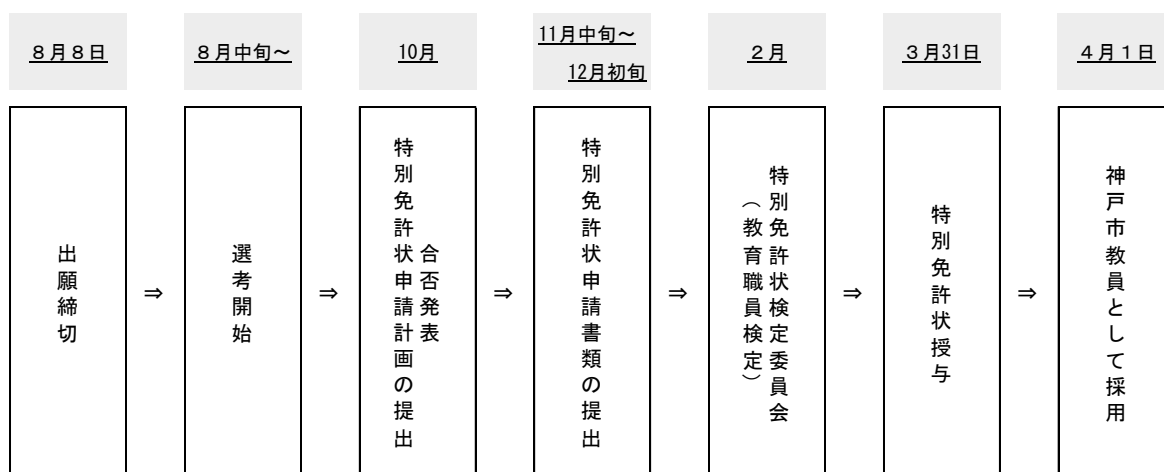 ８月８日
８月中旬～
10月
11月中旬～
12月初旬
２月
３月31日
４月１日
出願締切
⇒
選考開始
⇒
合否発表
特別免許状申請計画の提出
⇒
特別免許状申請書類の提出
⇒
特別免許状検定委員会
（教育職員検定）
⇒
特別免許状授与
⇒
神戸市教員として採用